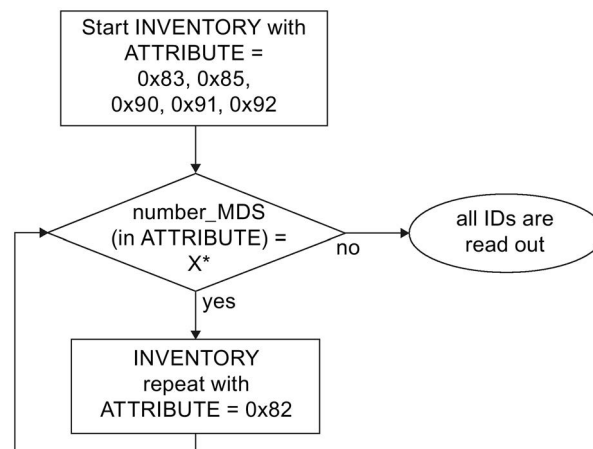 Start INVENTORY with
ATTRIBUTE =
0x83, 0x85,
0x90, 0x91, 0x92
number_MDS
(in ATTRIBUTE) =
X*
no
all IDs are
read out
yes
INVENTORY
repeat with
ATTRIBUTE = 0x82